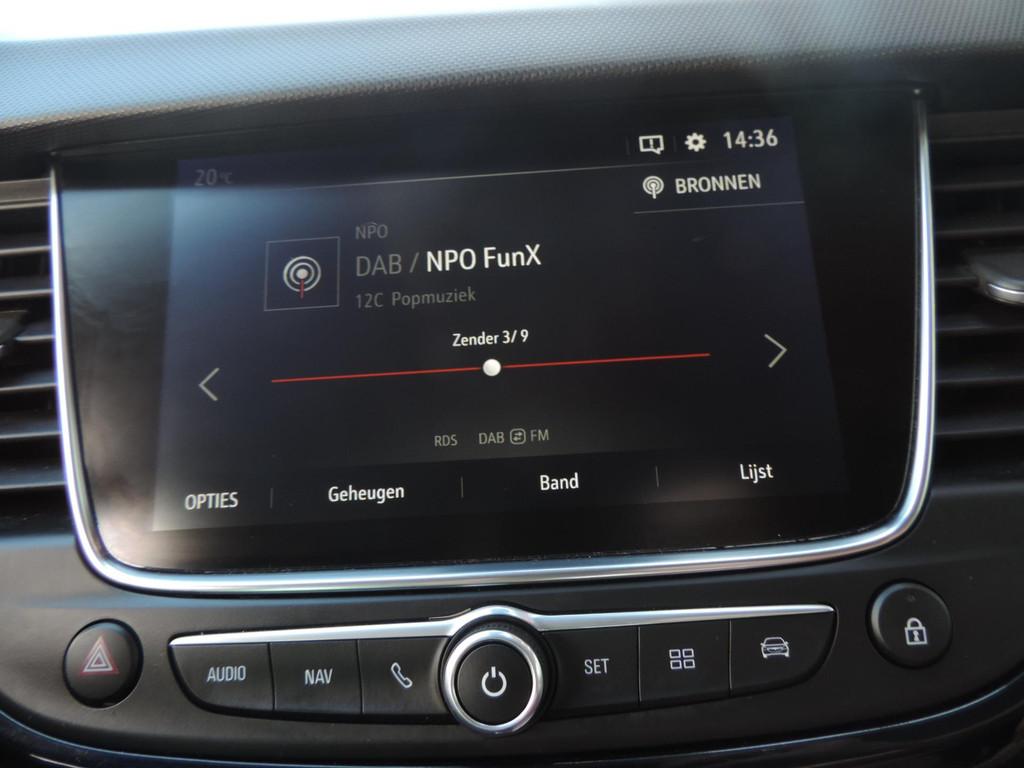 20°C 14:36
BRONNEN
NPO
DAB / NPO FunX
12C Popmuziek
Zender 3/9
RDS DAB FM
OPTIES Geheugen Band Lijst
AUDIO NAV SET